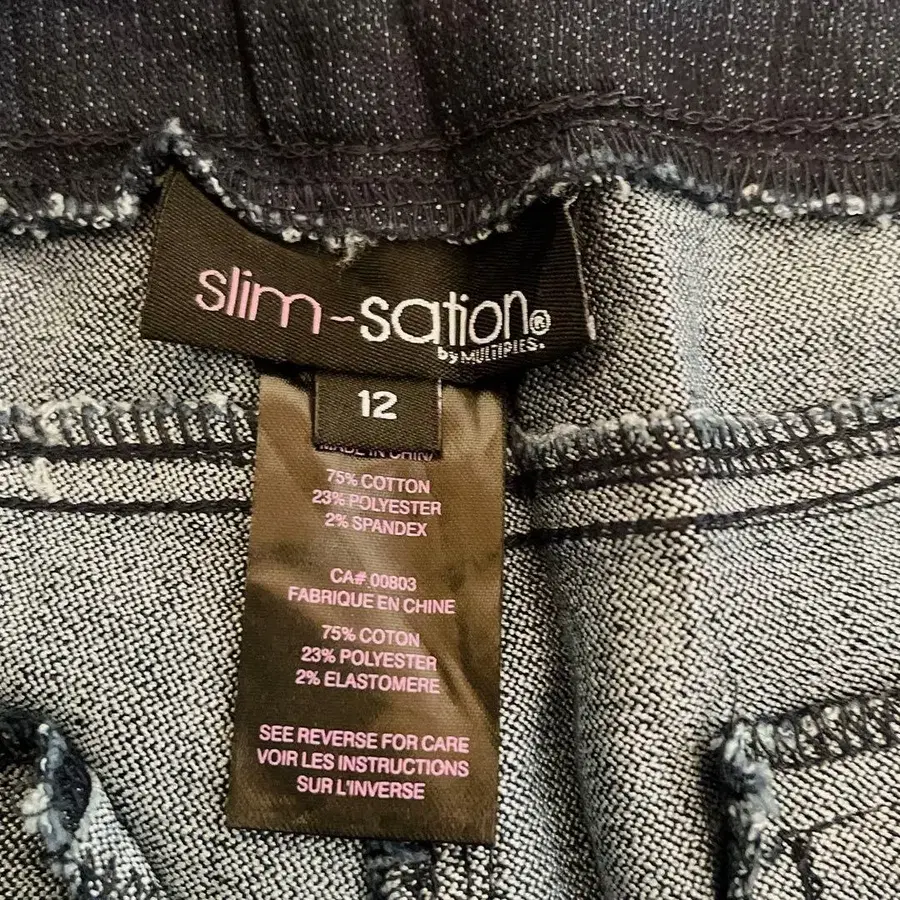 slim-sation®
by MULTIPLES.
12
MADE IN CHINA
75% COTTON
23% POLYESTER
2% SPANDEX
CA# 00803
FABRIQUE EN CHINE
75% COTON
23% POLYESTER
2% ELASTOMERE
SEE REVERSE FOR CARE
VOIR LES INSTRUCTIONS
SUR L'INVERSE